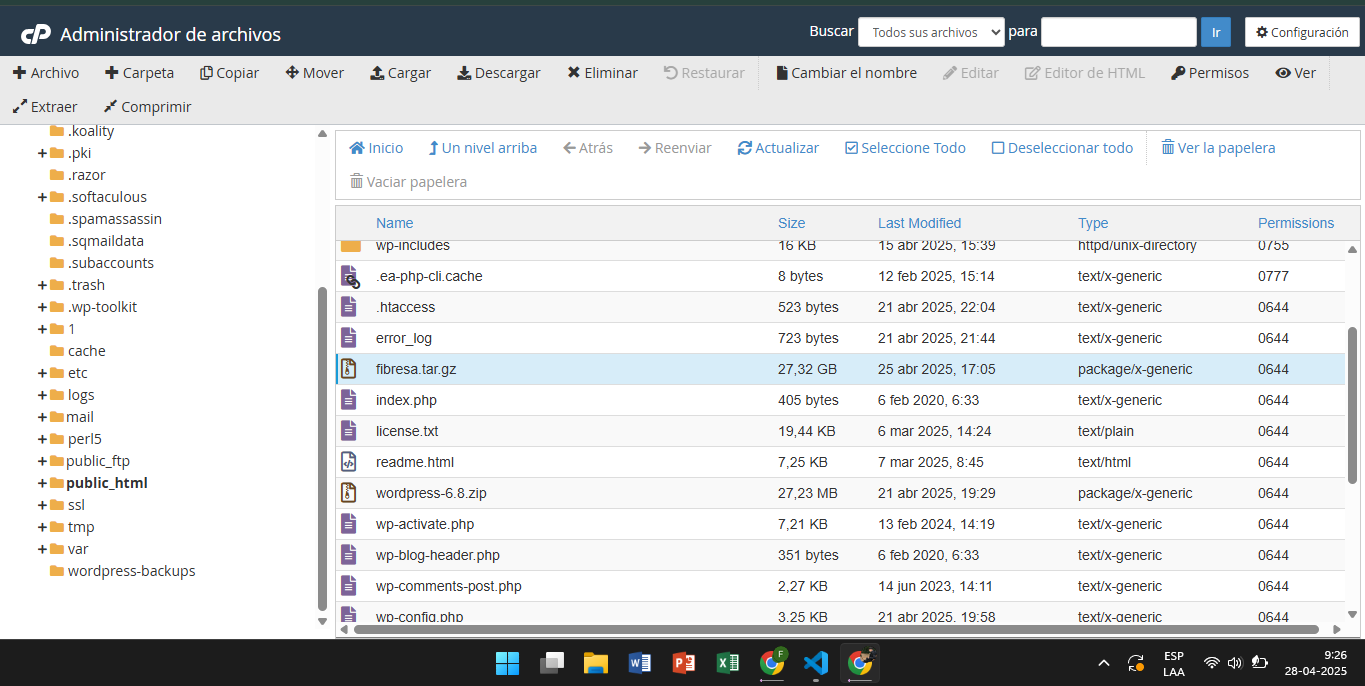 cP Administrador de archivos
Buscar Todos sus archivos para Ir Configuración
Archivo Carpeta Copiar Mover Cargar Descargar Eliminar Restaurar Cambiar el nombre Editar Editor de HTML Permisos Ver
Extraer Comprimir
.koality
.pki
.razor
.softaculous
.spamassassin
.sqmaildata
.subaccounts
.trash
.wp-toolkit
1
cache
etc
logs
mail
perl5
public_ftp
public_html
ssl
tmp
var
wordpress-backups
Inicio Un nivel arriba Atrás Reenviar Actualizar Seleccione Todo Deseleccionar todo Ver la papelera
Vaciar papelera
Name Size Last Modified Type Permissions
wp-includes 16 KB 15 abr 2025, 15:39 httpd/unix-directory 0755
.ea-php-cli.cache 8 bytes 12 feb 2025, 15:14 text/x-generic 0777
.htaccess 523 bytes 21 abr 2025, 22:04 text/x-generic 0644
error_log 723 bytes 21 abr 2025, 21:44 text/x-generic 0644
fibresa.tar.gz 27,32 GB 25 abr 2025, 17:05 package/x-generic 0644
index.php 405 bytes 6 feb 2020, 6:33 text/x-generic 0644
license.txt 19,44 KB 6 mar 2025, 14:24 text/plain 0644
readme.html 7,25 KB 7 mar 2025, 8:45 text/html 0644
wordpress-6.8.zip 27,23 MB 21 abr 2025, 19:29 package/x-generic 0644
wp-activate.php 7,21 KB 13 feb 2024, 14:19 text/x-generic 0644
wp-blog-header.php 351 bytes 6 feb 2020, 6:33 text/x-generic 0644
wp-comments-post.php 2,27 KB 14 jun 2023, 14:11 text/x-generic 0644
wp-config.php 3,25 KB 21 abr 2025, 19:58 text/x-generic 0644
W P X F
ESP
LAA
9:26
28-04-2025